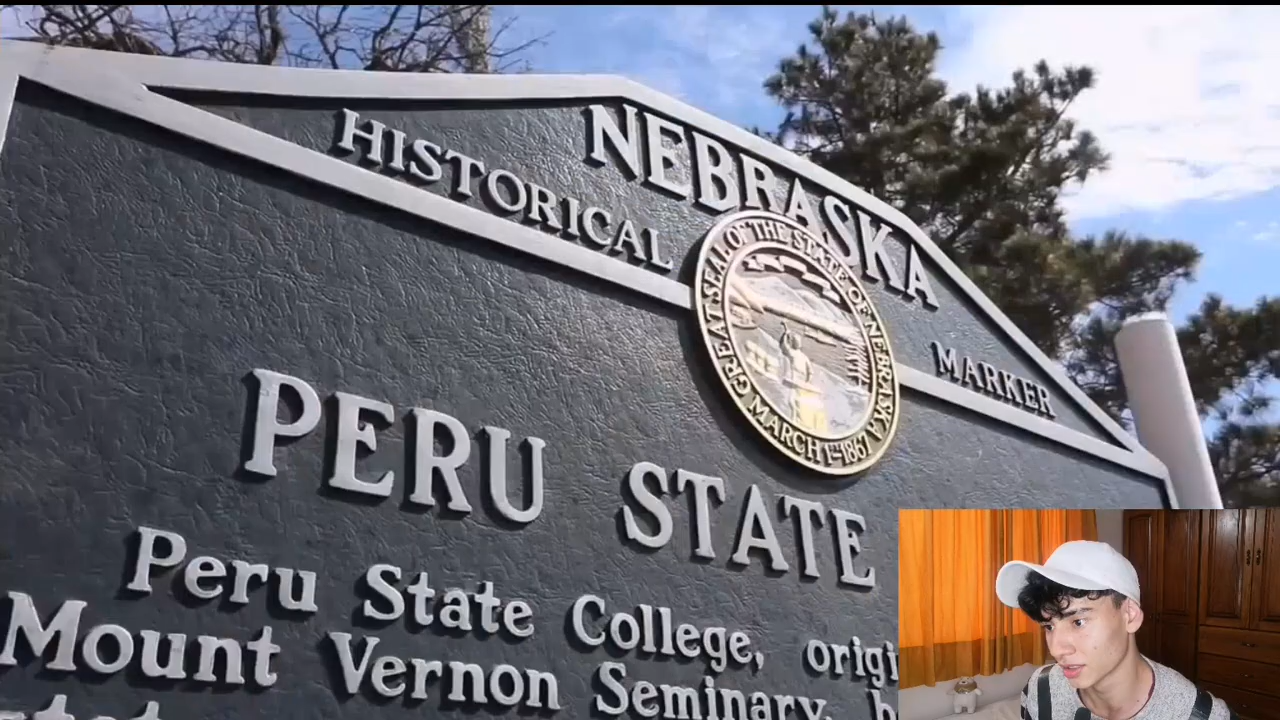 NEBRASKA
HISTORICAL MARKER
GREAT SEAL OF THE STATE OF NEBRASKA
MARCH 1ST 1867
PERU STATE
Peru State College, origi
Mount Vernon Seminary, b